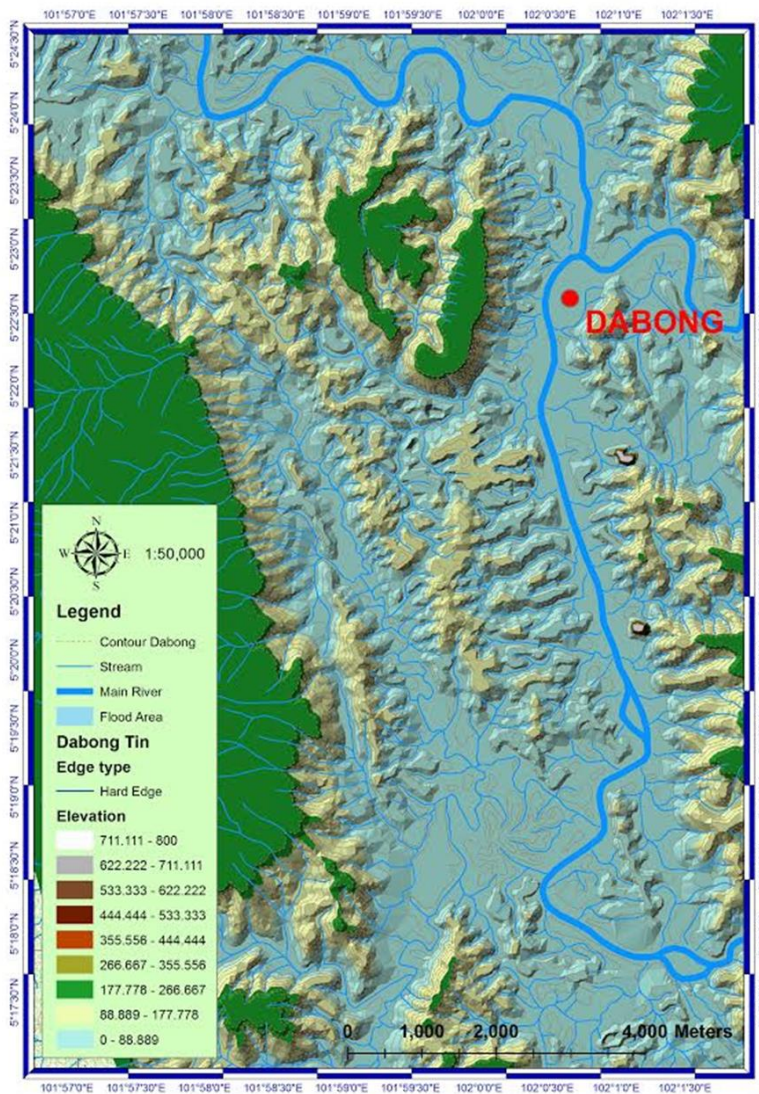 101°57'0"E 101°57'30"E 101°58'0"E 101°58'30"E 101°59'0"E 101°59'30"E 102°0'0"E 102°0'30"E 102°1'0"E 102°1'30"E
5°24'30"N
5°24'0"N
5°23'30"N
5°23'0"N
5°22'30"N
DABONG
5°22'0"N
5°21'30"N
5°21'0"N
5°20'30"N
5°20'0"N
5°19'30"N
5°19'0"N
5°18'30"N
5°18'0"N
5°17'30"N
N
W E 1:50,000
S
Legend
Contour Dabong
Stream
Main River
Flood Area
Dabong Tin
Edge type
Hard Edge
Elevation
711.111 - 800
622.222 - 711.111
533.333 - 622.222
444.444 - 533.333
355.556 - 444.444
266.667 - 355.556
177.778 - 266.667
88.889 - 177.778
0 - 88.889
0 1,000 2,000 4,000 Meters
101°57'0"E 101°57'30"E 101°58'0"E 101°58'30"E 101°59'0"E 101°59'30"E 102°0'0"E 102°0'30"E 102°1'0"E 102°1'30"E